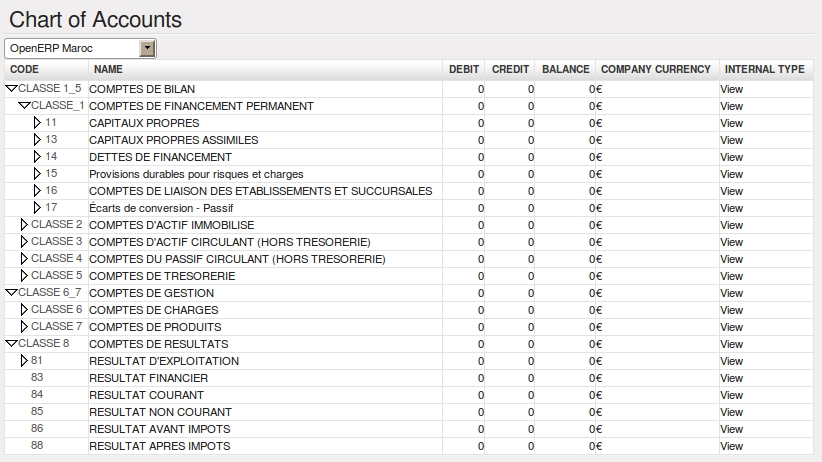 Chart of Accounts
OpenERP Maroc
CODE NAME DEBIT CREDIT BALANCE COMPANY CURRENCY INTERNAL TYPE
CLASSE 1_5 COMPTES DE BILAN 0 0 0 € View
CLASSE_1 COMPTES DE FINANCEMENT PERMANENT 0 0 0 € View
11 CAPITAUX PROPRES 0 0 0 € View
13 CAPITAUX PROPRES ASSIMILES 0 0 0 € View
14 DETTES DE FINANCEMENT 0 0 0 € View
15 Provisions durables pour risques et charges 0 0 0 € View
16 COMPTES DE LIAISON DES ETABLISSEMENTS ET SUCCURSALES 0 0 0 € View
17 Écarts de conversion - Passif 0 0 0 € View
CLASSE 2 COMPTES D'ACTIF IMMOBILISE 0 0 0 € View
CLASSE 3 COMPTES D'ACTIF CIRCULANT (HORS TRESORERIE) 0 0 0 € View
CLASSE 4 COMPTES DU PASSIF CIRCULANT (HORS TRESORERIE) 0 0 0 € View
CLASSE 5 COMPTES DE TRESORERIE 0 0 0 € View
CLASSE 6_7 COMPTES DE GESTION 0 0 0 € View
CLASSE 6 COMPTES DE CHARGES 0 0 0 € View
CLASSE 7 COMPTES DE PRODUITS 0 0 0 € View
CLASSE 8 COMPTES DE RESULTATS 0 0 0 € View
81 RESULTAT D'EXPLOITATION 0 0 0 € View
83 RESULTAT FINANCIER 0 0 0 € View
84 RESULTAT COURANT 0 0 0 € View
85 RESULTAT NON COURANT 0 0 0 € View
86 RESULTAT AVANT IMPOTS 0 0 0 € View
88 RESULTAT APRES IMPOTS 0 0 0 € View